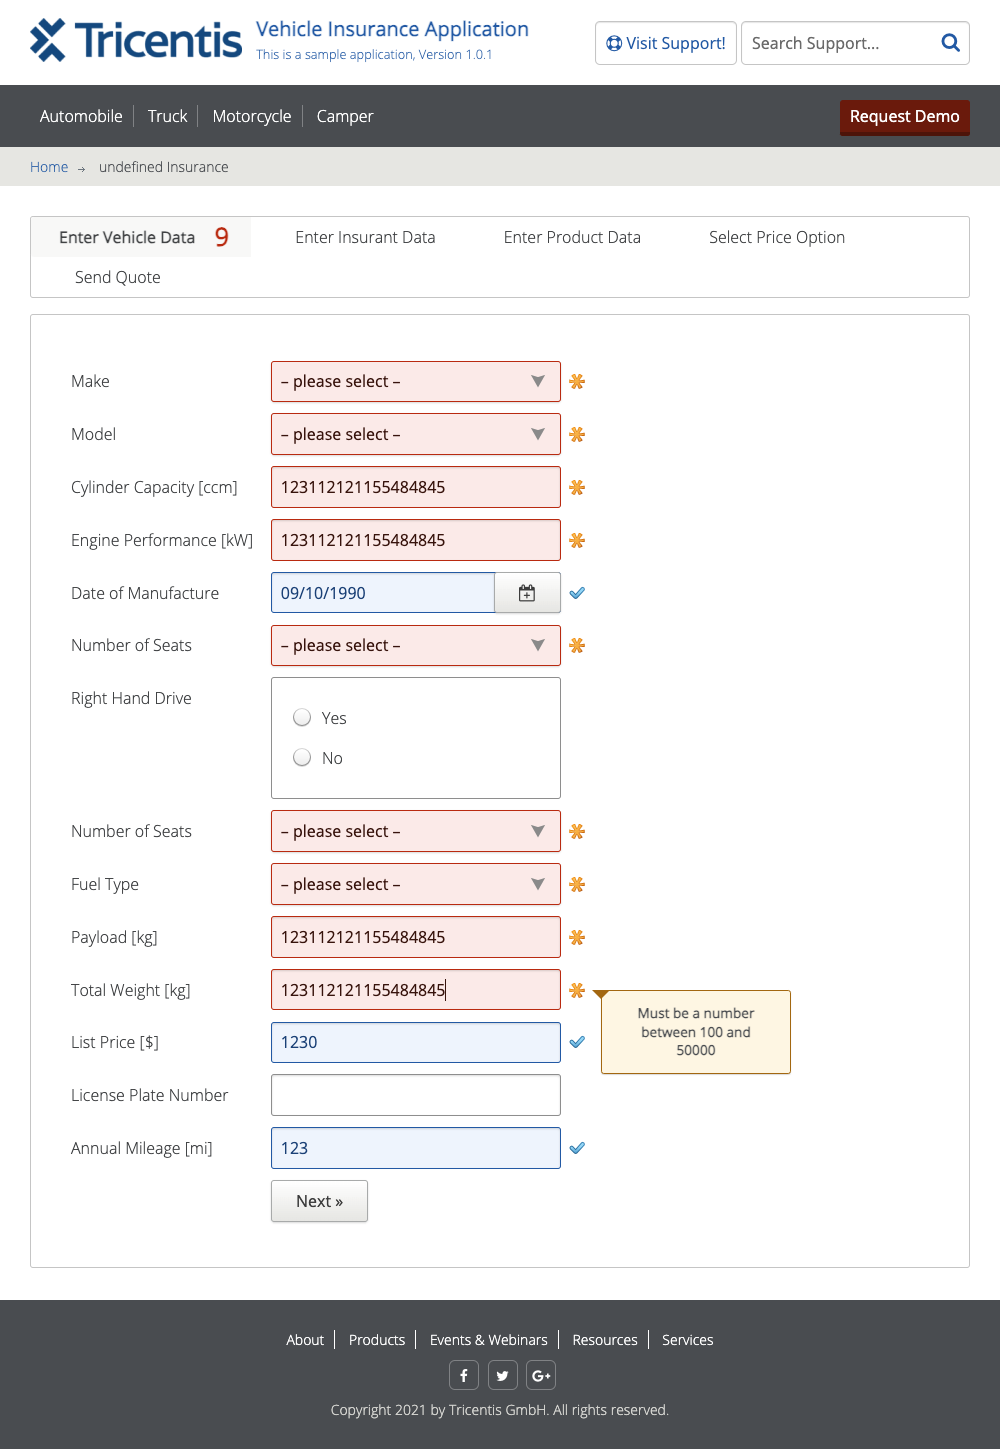 Tricentis
Vehicle Insurance Application
This is a sample application, Version 1.0.1
Visit Support!
Search Support...
Automobile
Truck
Motorcycle
Camper
Request Demo
Home → undefined Insurance
Enter Vehicle Data 9
Enter Insurant Data
Enter Product Data
Select Price Option
Send Quote
Make
– please select –
Model
– please select –
Cylinder Capacity [ccm]
123112121155484845
Engine Performance [kW]
123112121155484845
Date of Manufacture
09/10/1990
Number of Seats
– please select –
Right Hand Drive
Yes
No
Number of Seats
– please select –
Fuel Type
– please select –
Payload [kg]
123112121155484845
Total Weight [kg]
123112121155484845
Must be a number
between 100 and
50000
List Price [$]
1230
License Plate Number
Annual Mileage [mi]
123
Next »
About
Products
Events & Webinars
Resources
Services
Copyright 2021 by Tricentis GmbH. All rights reserved.